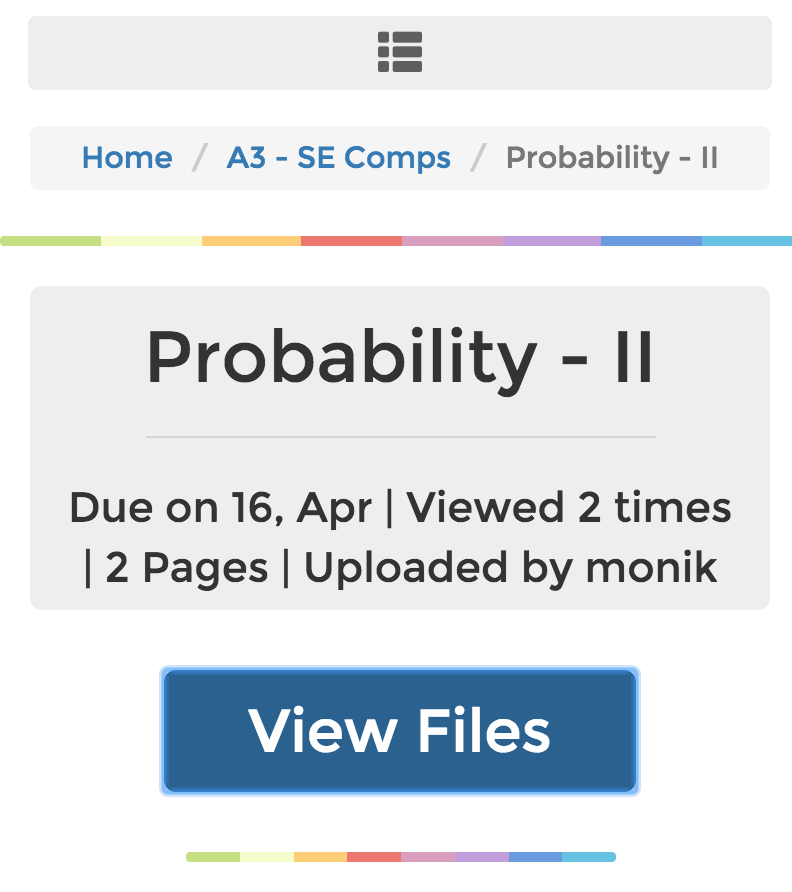 Home / A3 - SE Comps / Probability - II
Probability - II
Due on 16, Apr | Viewed 2 times
| 2 Pages | Uploaded by monik
View Files